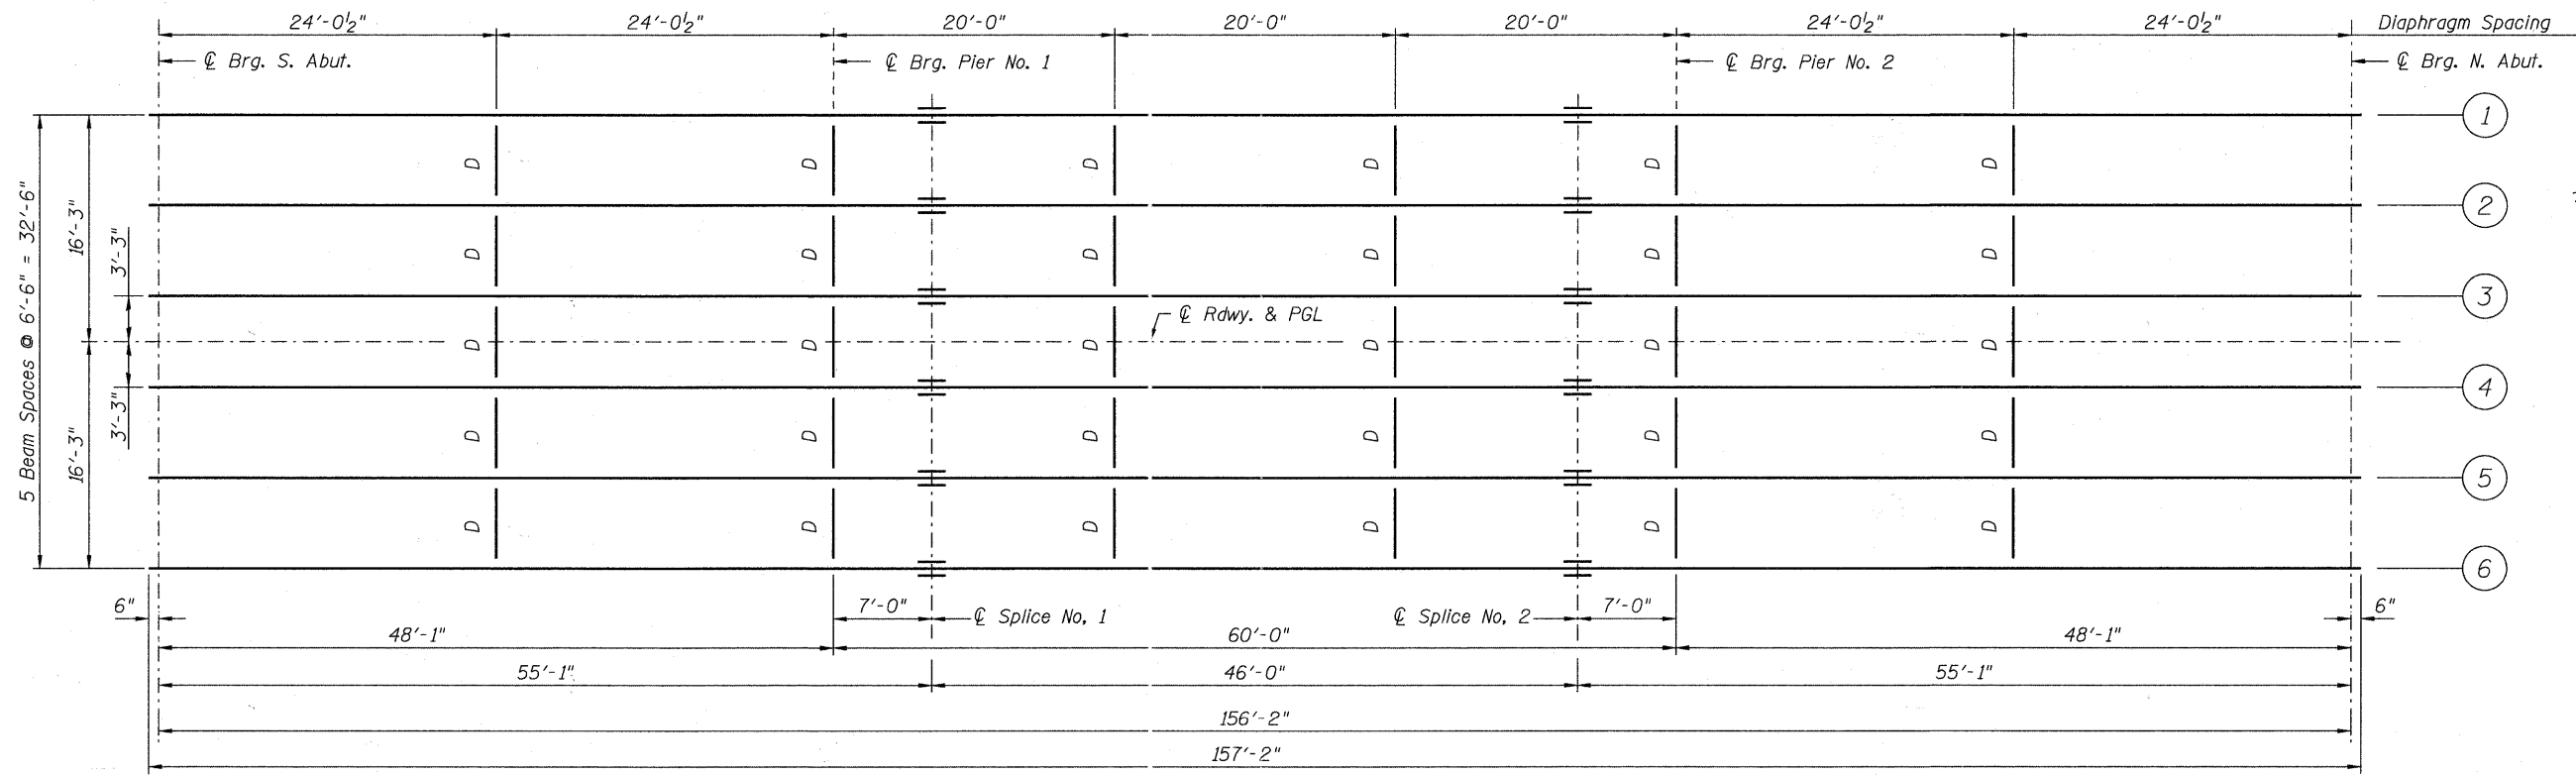 24'-0½" 24'-0½" 20'-0" 20'-0" 20'-0" 24'-0½" 24'-0½" Diaphragm Spacing
℄ Brg. S. Abut. ℄ Brg. Pier No. 1 ℄ Brg. Pier No. 2 ℄ Brg. N. Abut.
1
D D D D D D
2
D D D D D D
3
℄ Rdwy. & PGL
D D D D D D
4
D D D D D D
5
D D D D D D
6
5 Beam Spaces @ 6'-6" = 32'-6"
16'-3"
16'-3"
3'-3"
3'-3"
6" 7'-0" ℄ Splice No. 1 ℄ Splice No. 2 7'-0" 6"
48'-1" 60'-0" 48'-1"
55'-1" 46'-0" 55'-1"
156'-2"
157'-2"